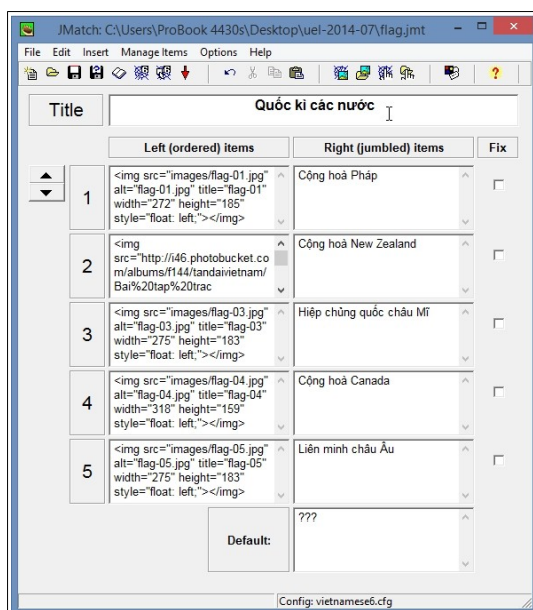 JMatch: C:\Users\ProBook 4430s\Desktop\uel-2014-07\flag.jmt
File Edit Insert Manage Items Options Help
Title
Quốc kì các nước
Left (ordered) items
Right (jumbled) items
Fix
1
<img src="images/flag-01.jpg"
alt="flag-01.jpg" title="flag-01"
width="272" height="185"
style="float: left;"></img>
Cộng hoà Pháp
2
<img
src="http://i46.photobucket.co
m/albums/f144/tandaivietnam/
Bai%20tap%20trac
Cộng hoà New Zealand
3
<img src="images/flag-03.jpg"
alt="flag-03.jpg" title="flag-03"
width="275" height="183"
style="float: left;"></img>
Hiệp chủng quốc châu Mĩ
4
<img src="images/flag-04.jpg"
alt="flag-04.jpg" title="flag-04"
width="318" height="159"
style="float: left;"></img>
Cộng hoà Canada
5
<img src="images/flag-05.jpg"
alt="flag-05.jpg" title="flag-05"
width="275" height="183"
style="float: left;"></img>
Liên minh châu Âu
Default:
???
Config: vietnamese6.cfg